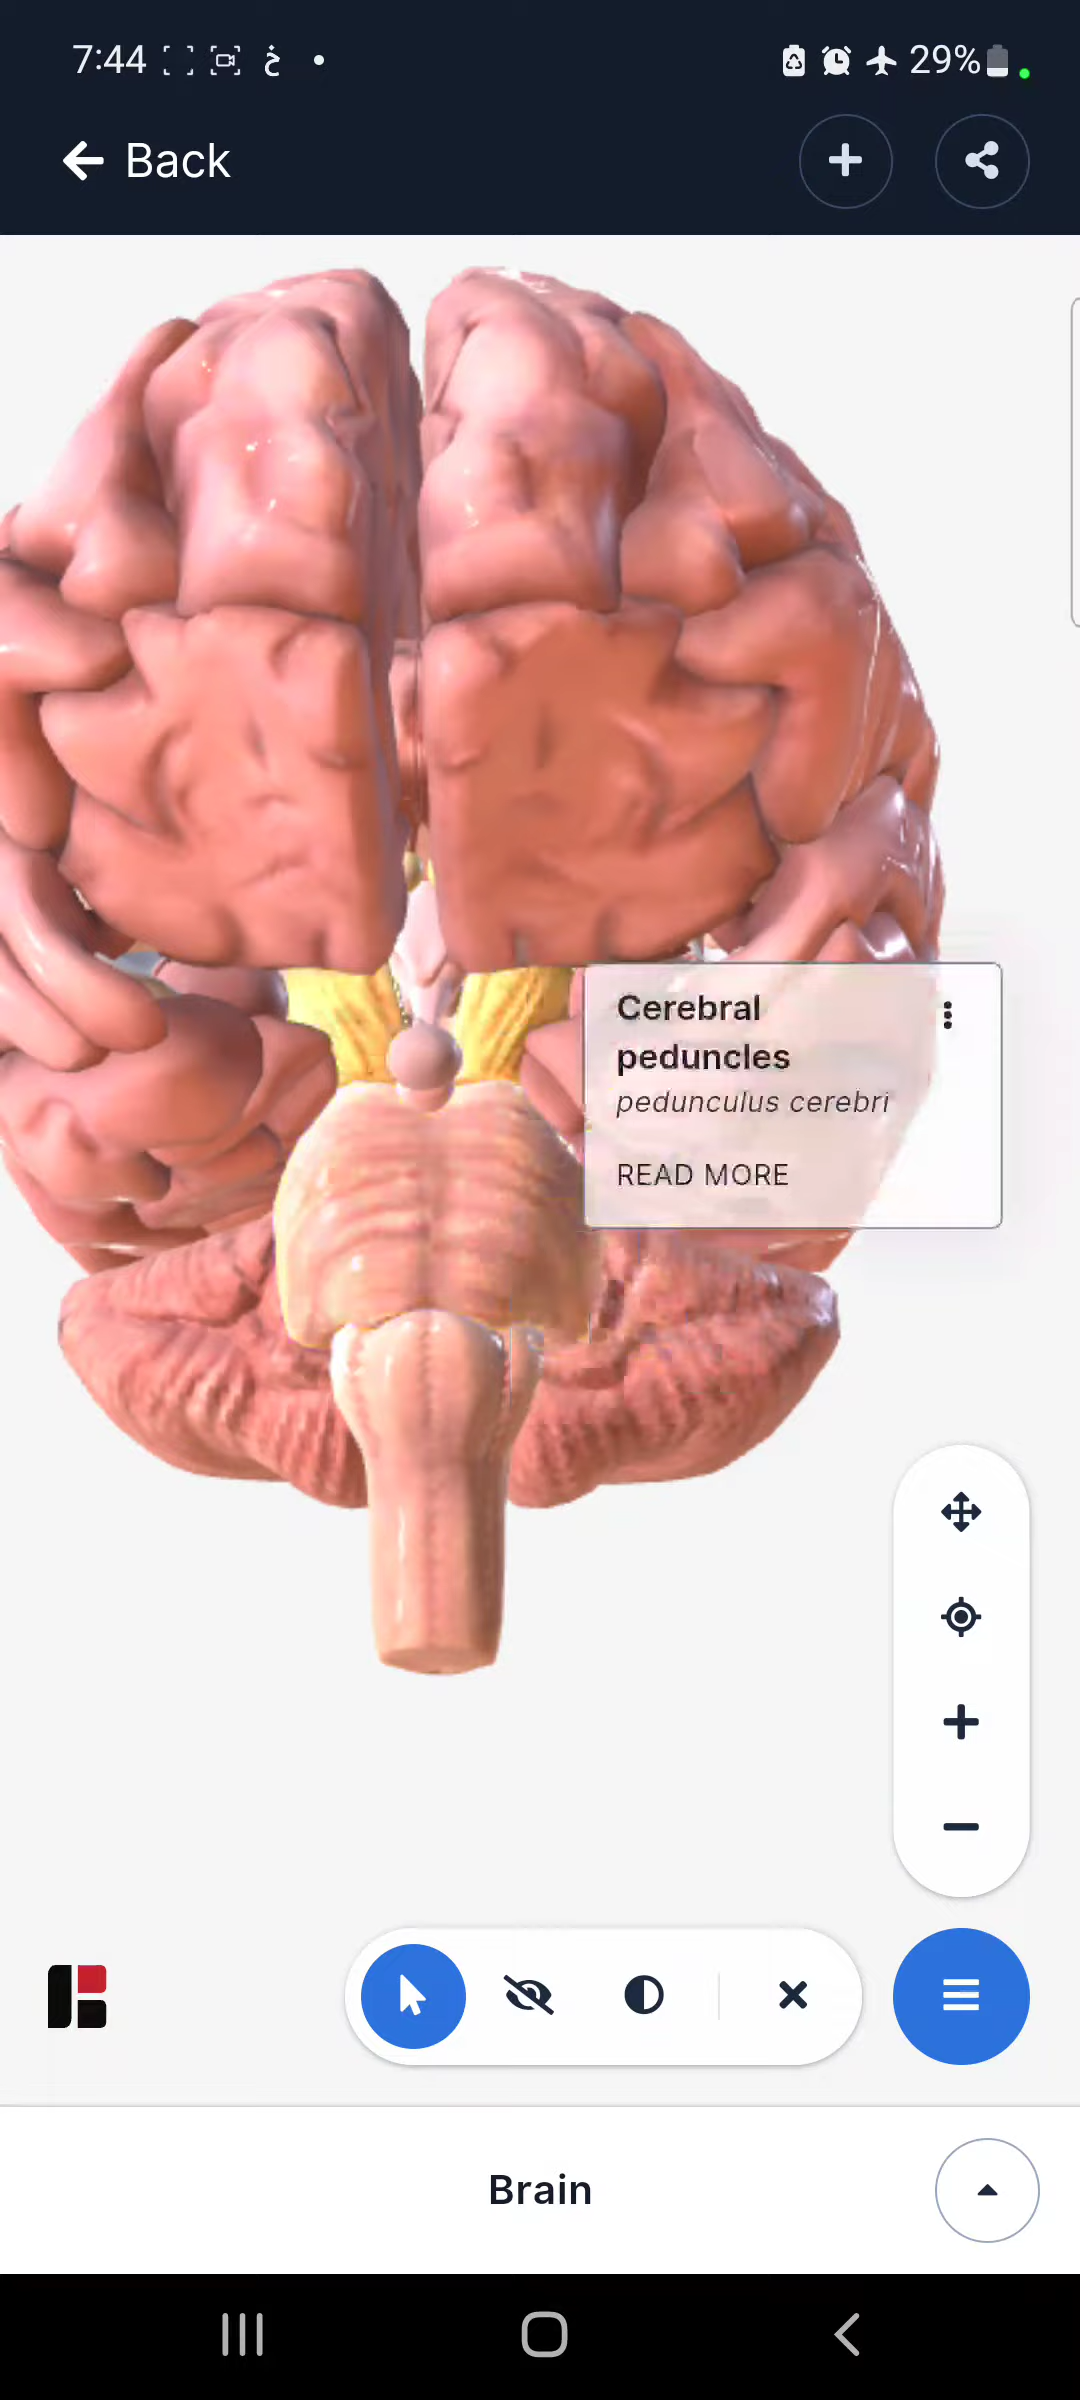 7:44 خ 29%
Back
Cerebral
peduncles
pedunculus cerebri
READ MORE
Brain